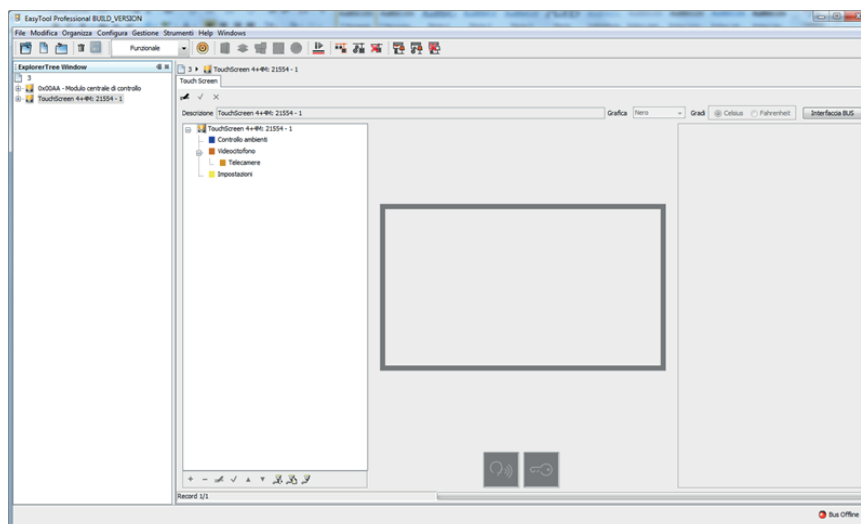 EasyTool Professional BUILD_VERSION
File Modifica Organizza Configura Gestione Strumenti Help Windows
Funzionale
ExplorerTree Window
3
0x00AA - Modulo centrale di controllo
TouchScreen 4+4M: 21554 - 1
3 TouchScreen 4+4M: 21554 - 1
Touch Screen
Descrizione TouchScreen 4+4M: 21554 - 1 Grafica Nero Gradi Celsius Fahrenheit Interfaccia BUS
TouchScreen 4+4M: 21554 - 1
Controllo ambienti
Videocitofono
Telecamere
Impostazioni
Record 1/1
Bus Offline